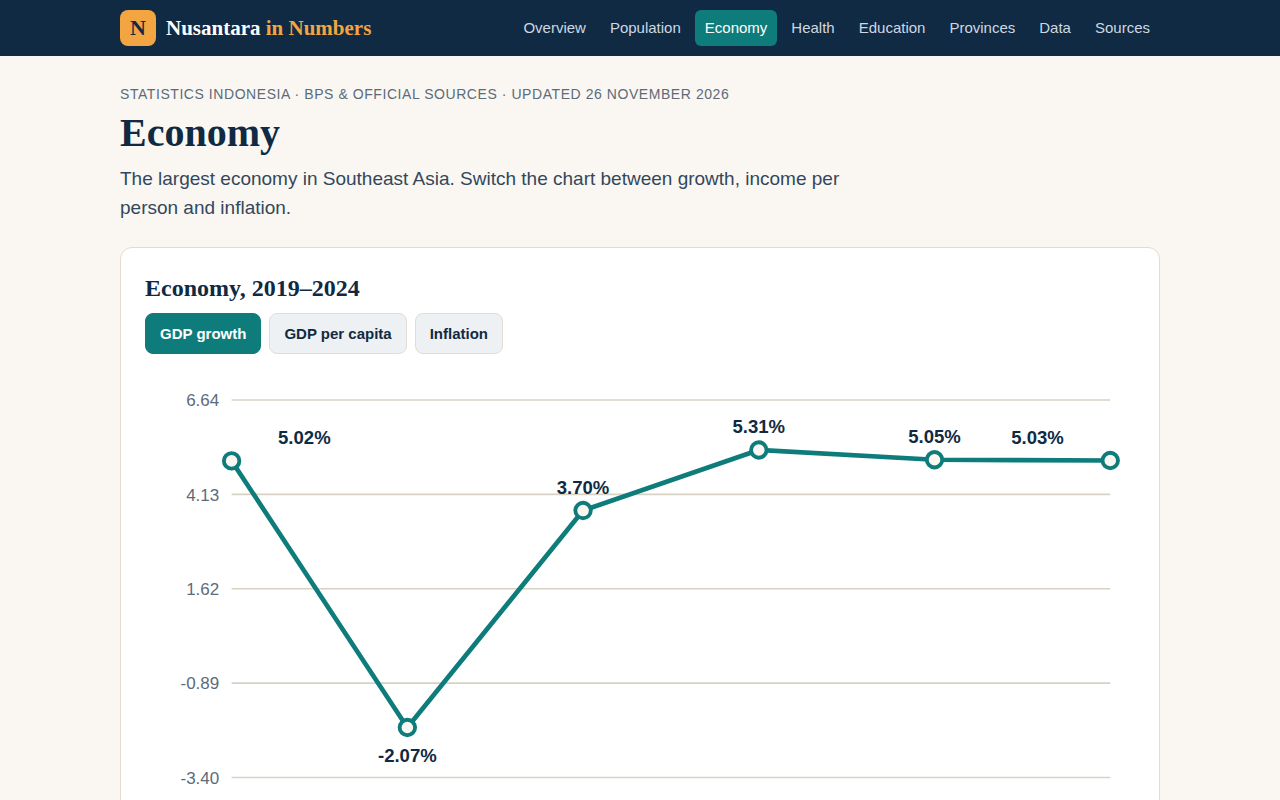 N Nusantara in Numbers Overview Population Economy Health Education Provinces Data Sources
STATISTICS INDONESIA · BPS & OFFICIAL SOURCES · UPDATED 26 NOVEMBER 2026
Economy
The largest economy in Southeast Asia. Switch the chart between growth, income per
person and inflation.
Economy, 2019–2024
GDP growth GDP per capita Inflation
6.64
5.31%
5.02% 5.05% 5.03%
3.70%
4.13
1.62
-0.89
-2.07%
-3.40